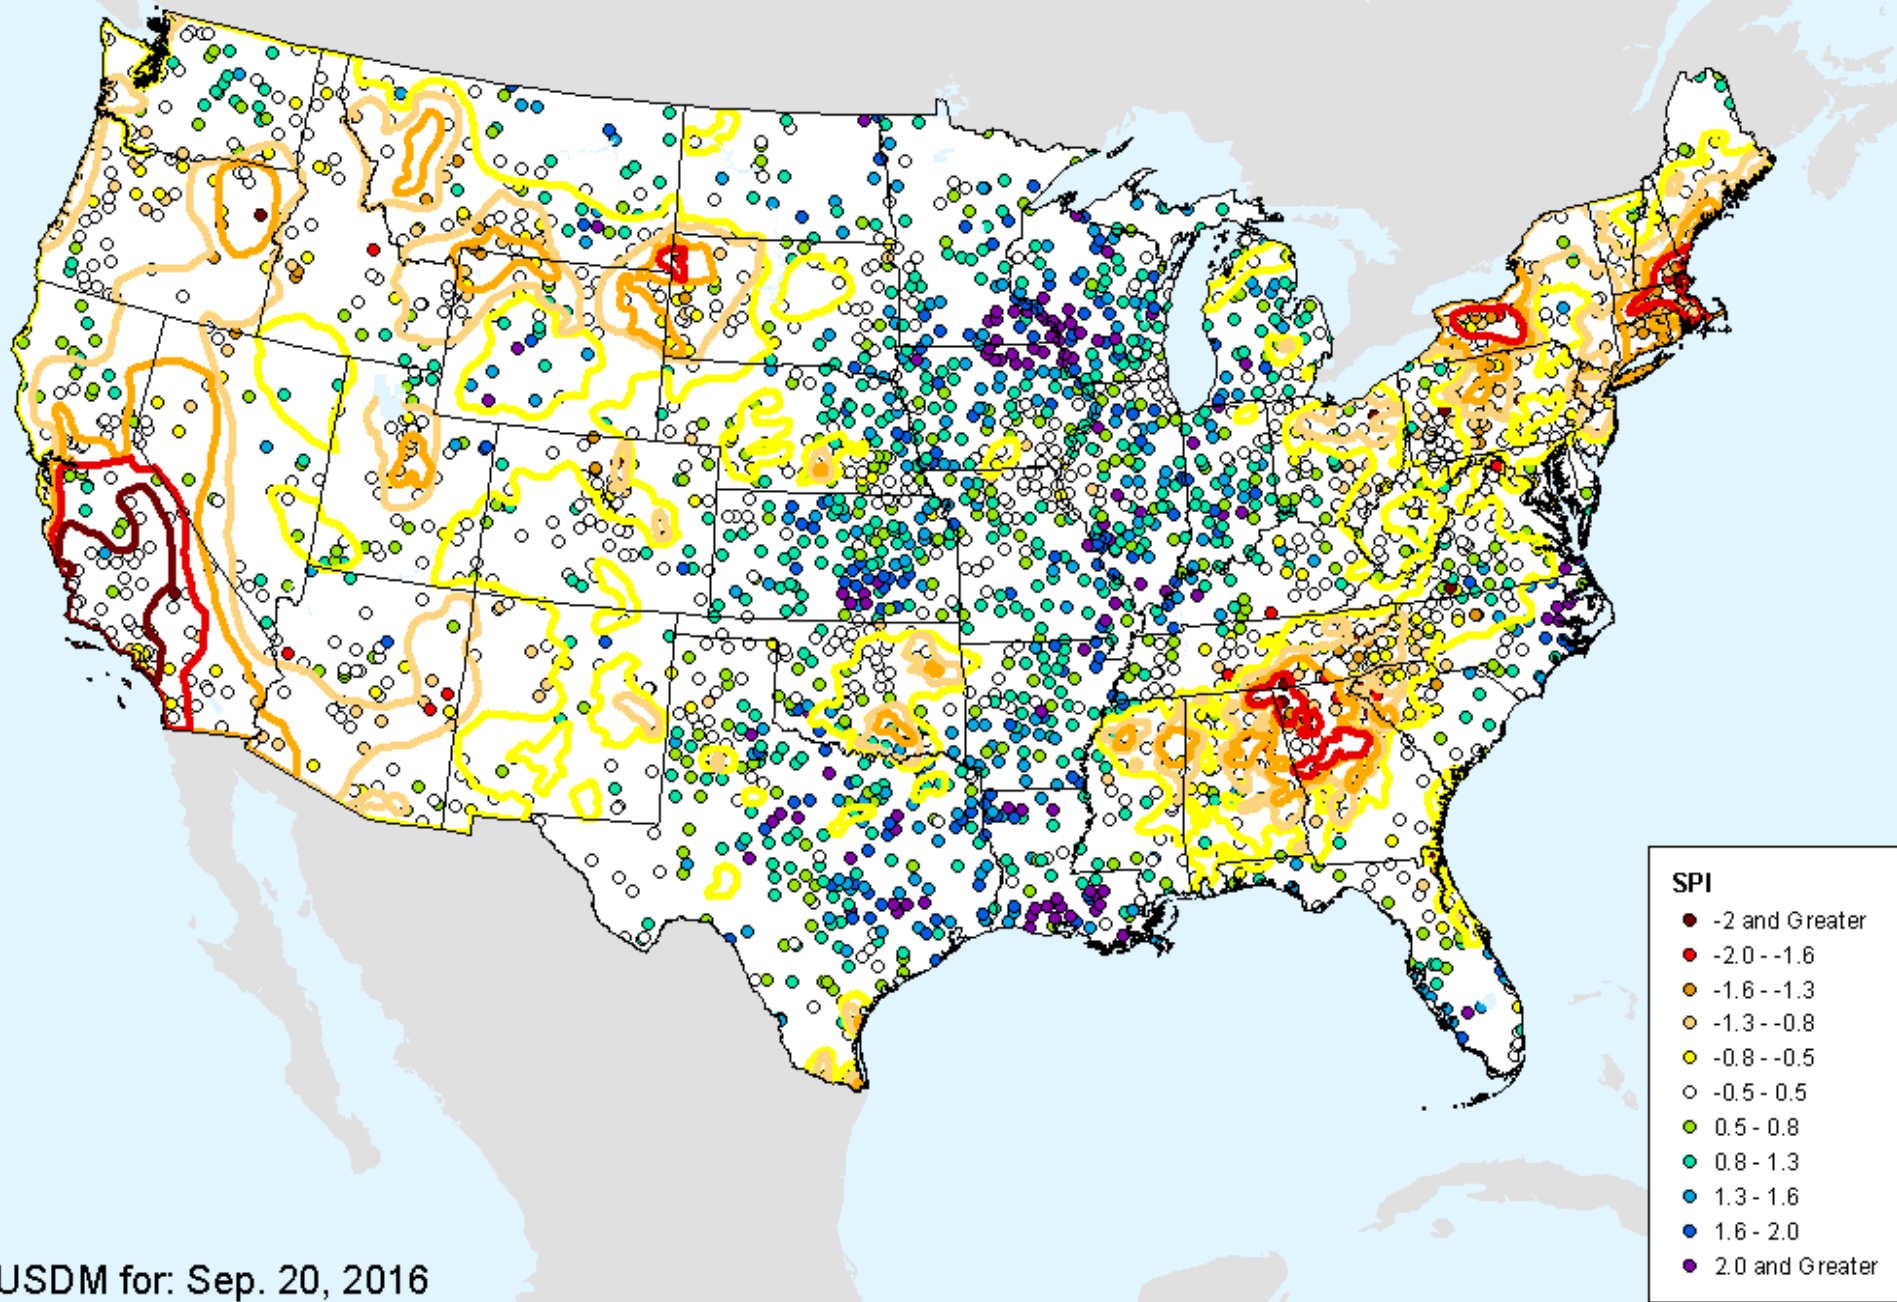 SPI
-2 and Greater
-2.0 - -1.6
-1.6 - -1.3
-1.3 - -0.8
-0.8 - -0.5
-0.5 - 0.5
0.5 - 0.8
0.8 - 1.3
1.3 - 1.6
1.6 - 2.0
2.0 and Greater
USDM for: Sep. 20, 2016